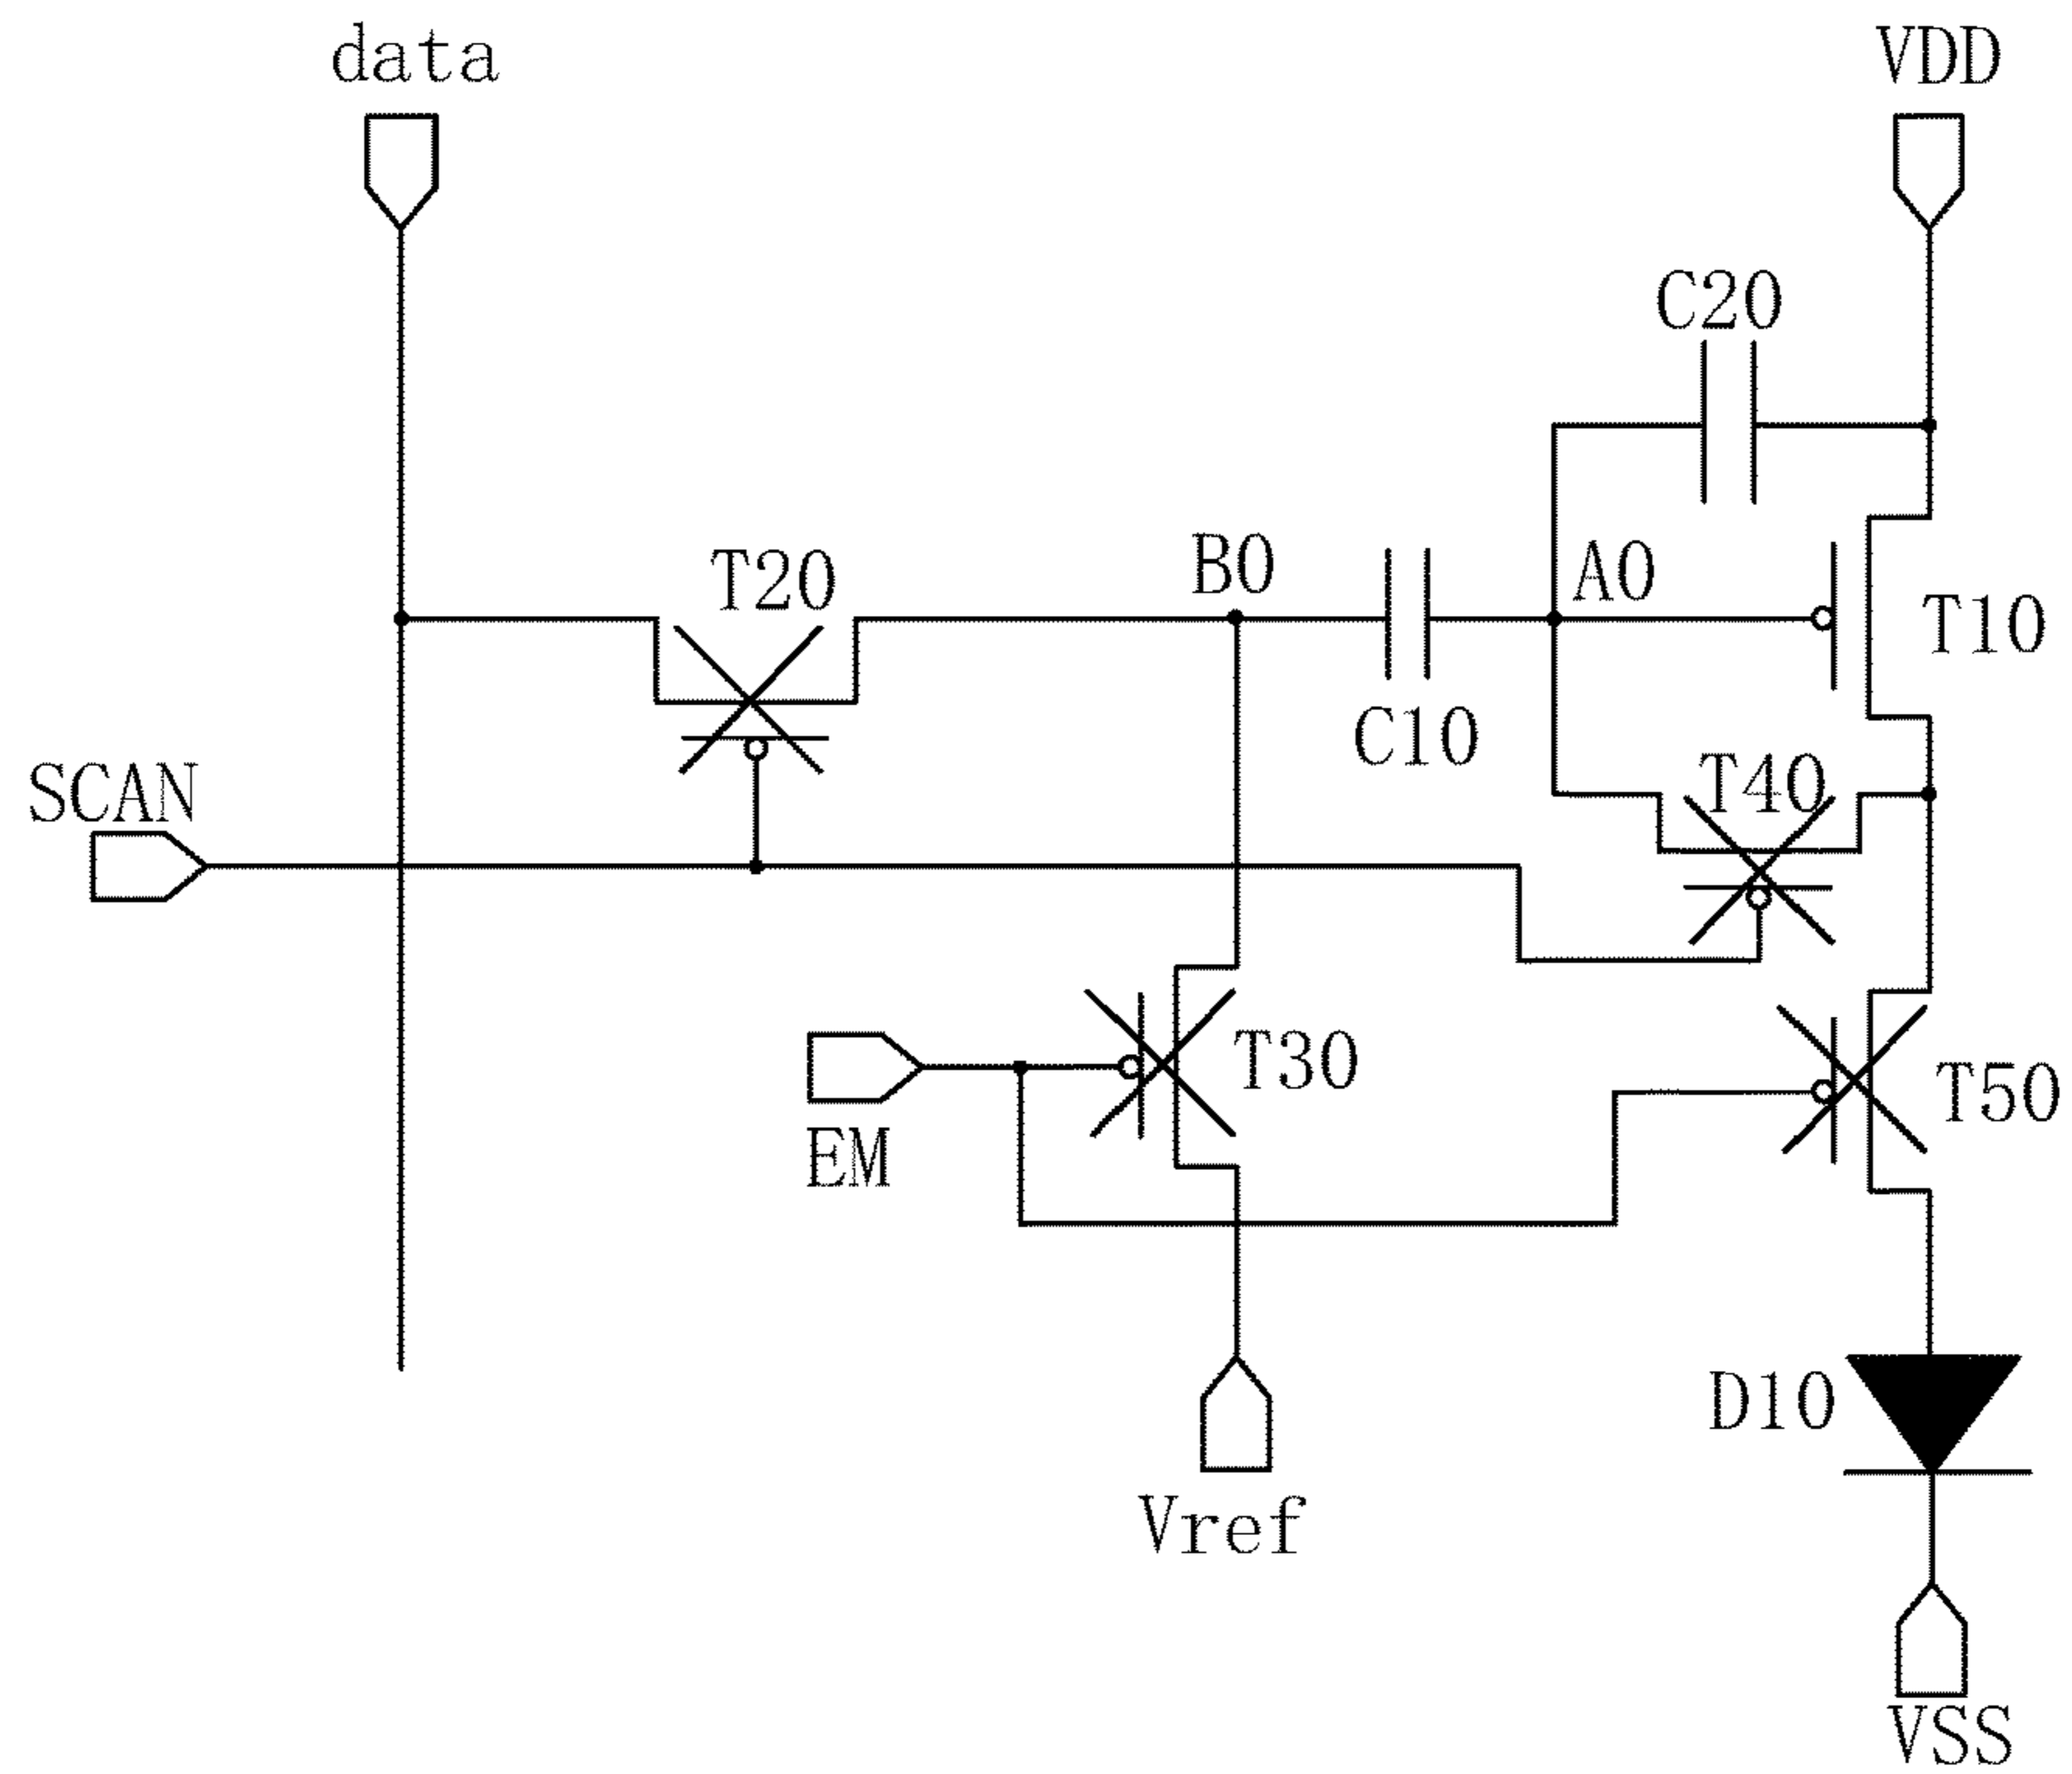 data
VDD
C20
T20
B0
A0
T10
C10
T40
SCAN
T30
T50
EM
D10
Vref
VSS